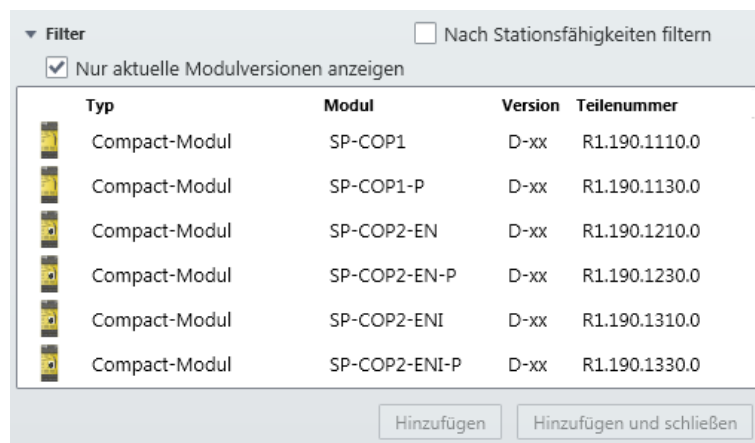 Filter
Nach Stationsfähigkeiten filtern
Nur aktuelle Modulversionen anzeigen
Typ Modul Version Teilenummer
Compact-Modul SP-COP1 D-xx R1.190.1110.0
Compact-Modul SP-COP1-P D-xx R1.190.1130.0
Compact-Modul SP-COP2-EN D-xx R1.190.1210.0
Compact-Modul SP-COP2-EN-P D-xx R1.190.1230.0
Compact-Modul SP-COP2-ENI D-xx R1.190.1310.0
Compact-Modul SP-COP2-ENI-P D-xx R1.190.1330.0
Hinzufügen Hinzufügen und schließen